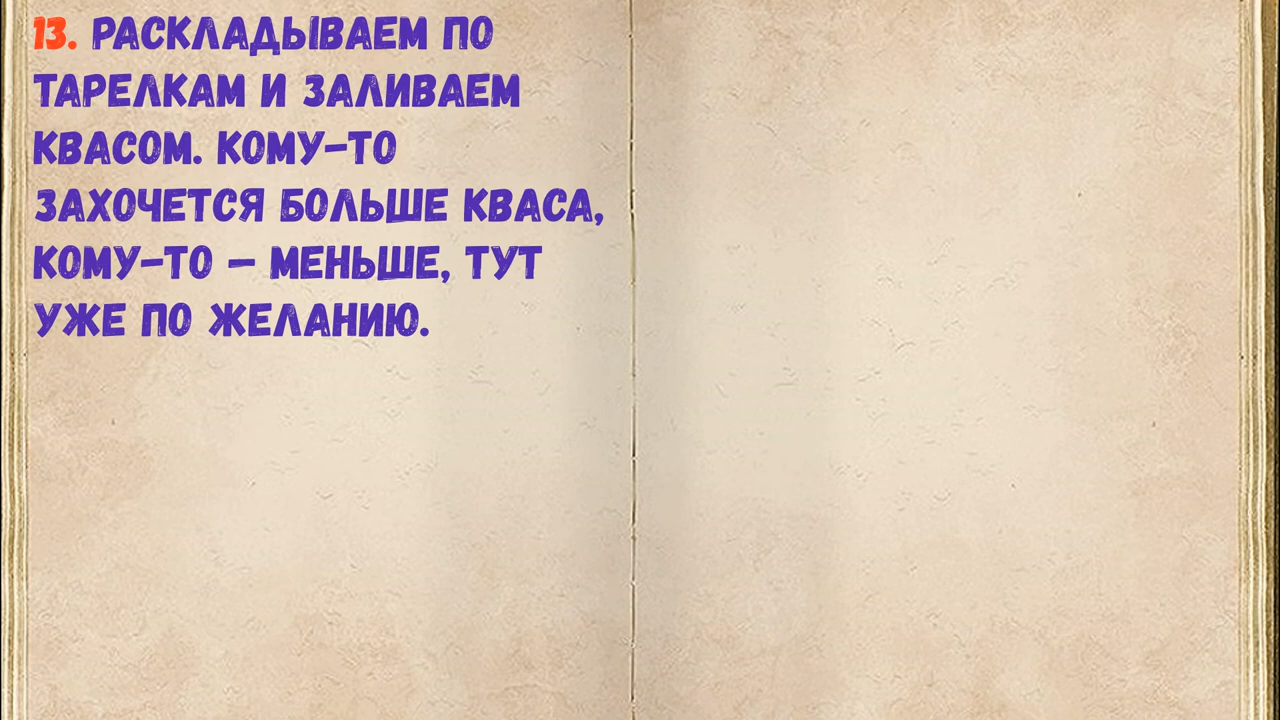 13. РАСКЛАДЫВАЕМ ПО
ТАРЕЛКАМ И ЗАЛИВАЕМ
КВАСОМ. КОМУ-ТО
ЗАХОЧЕТСЯ БОЛЬШЕ КВАСА,
КОМУ-ТО – МЕНЬШЕ, ТУТ
УЖЕ ПО ЖЕЛАНИЮ.